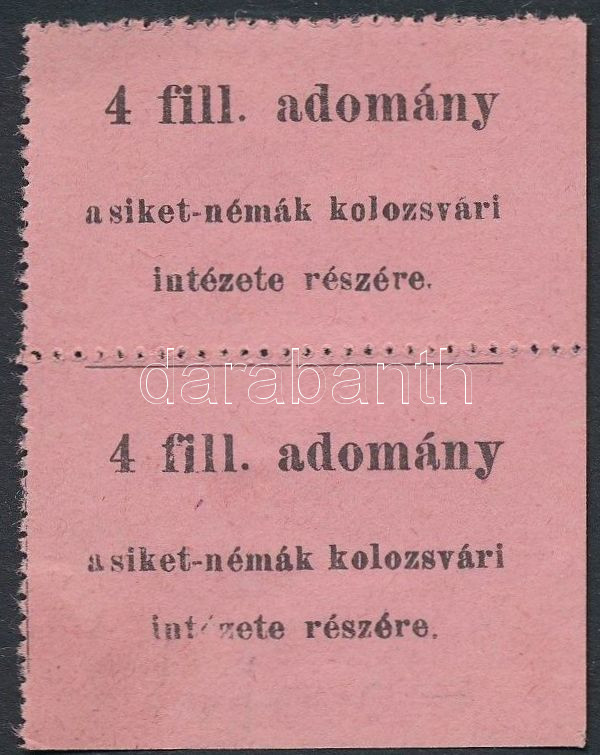 4 fill. adomány
a siket-némák kolozsvári
intézete részére.
darabanth
4 fill. adomány
a siket-némák kolozsvári
intézete részére.